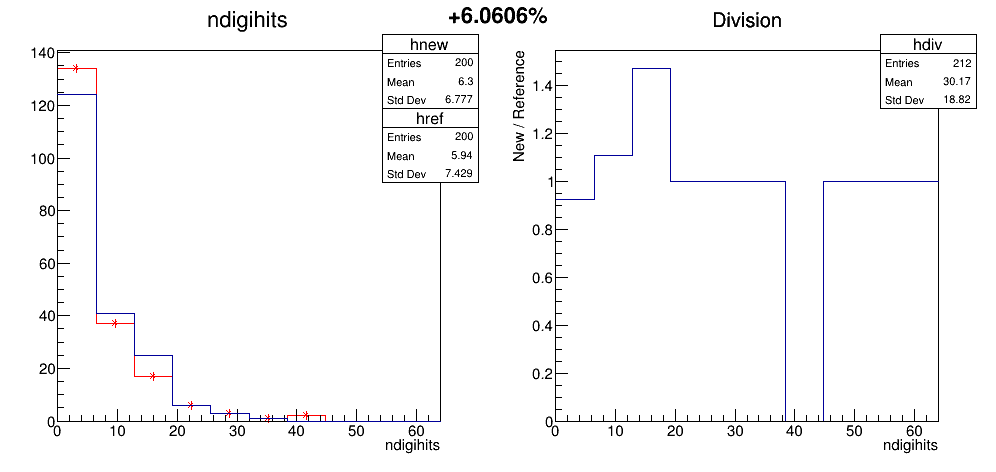 +6.0606%
ndigihits
hnew
Entries 200
Mean 6.3
Std Dev 6.777
href
Entries 200
Mean 5.94
Std Dev 7.429
140
120
100
80
60
40
20
0
0 10 20 30 40 50 60
ndigihits
Division
hdiv
Entries 212
Mean 30.17
Std Dev 18.82
New / Reference
1.4
1.2
1
0.8
0.6
0.4
0.2
0
0 10 20 30 40 50 60
ndigihits